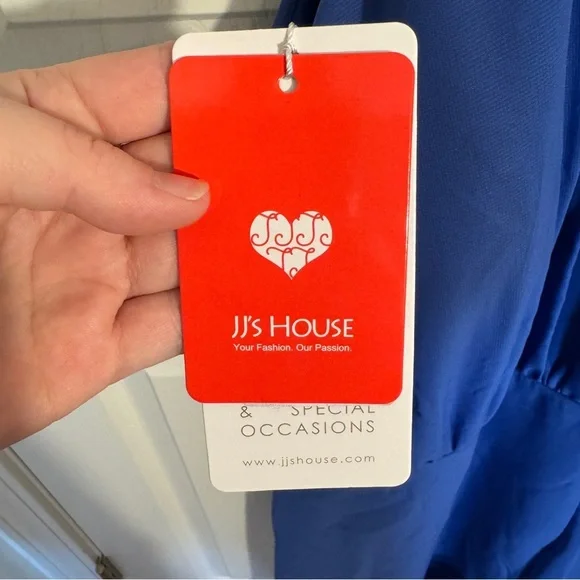 JJ's HOUSE
Your Fashion. Our Passion.
& SPECIAL
OCCASIONS
www.jjshouse.com